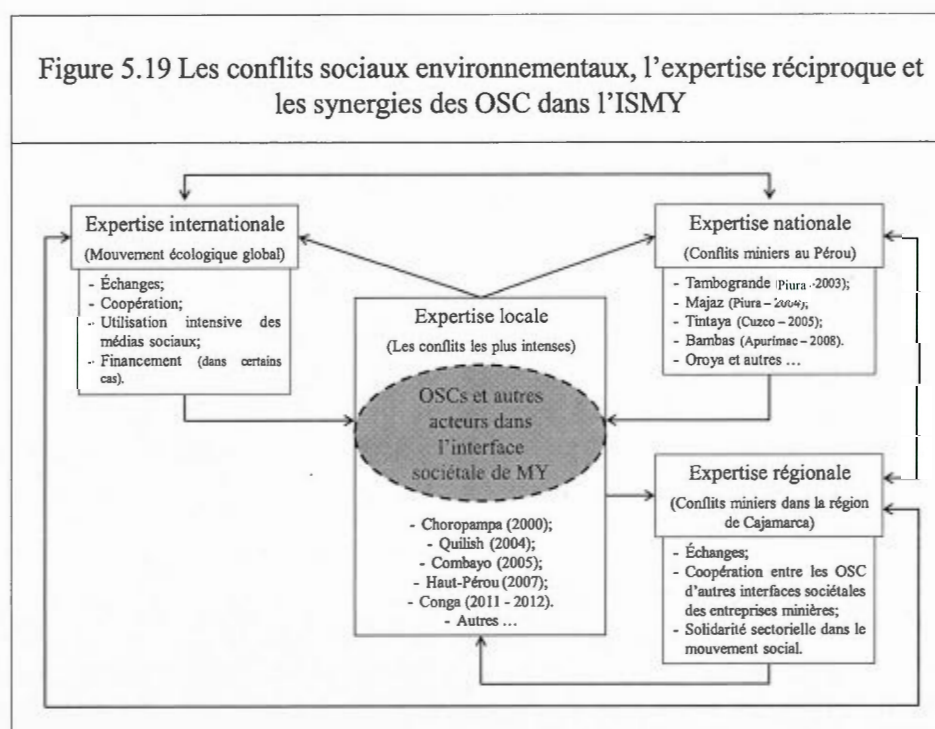 Figure 5.19 Les conflits sociaux environnementaux, l'expertise réciproque et
les synergies des OSC dans l'ISMY
Expertise internationale
(Mouvement écologique global)
- Échanges;
- Coopération;
- Utilisation intensive des
médias sociaux;
- Financement (dans certains
cas).
Expertise nationale
(Conflits miniers au Pérou)
- Tambogrande (Piura - 2003);
- Majaz (Piura – 2004);
- Tintaya (Cuzco – 2005);
- Bambas (Apurimac – 2008).
- Oroya et autres ...
Expertise locale
(Les conflits les plus intenses)
OSCs et autres
acteurs dans
l'interface
sociétale de MY
- Choropampa (2000);
- Quilish (2004);
- Combayo (2005);
- Haut-Pérou (2007);
- Conga (2011 - 2012).
- Autres ...
Expertise régionale
(Conflits miniers dans la région
de Cajamarca)
- Échanges;
- Coopération entre les OSC
d'autres interfaces sociétales
des entreprises minières;
- Solidarité sectorielle dans le
mouvement social.